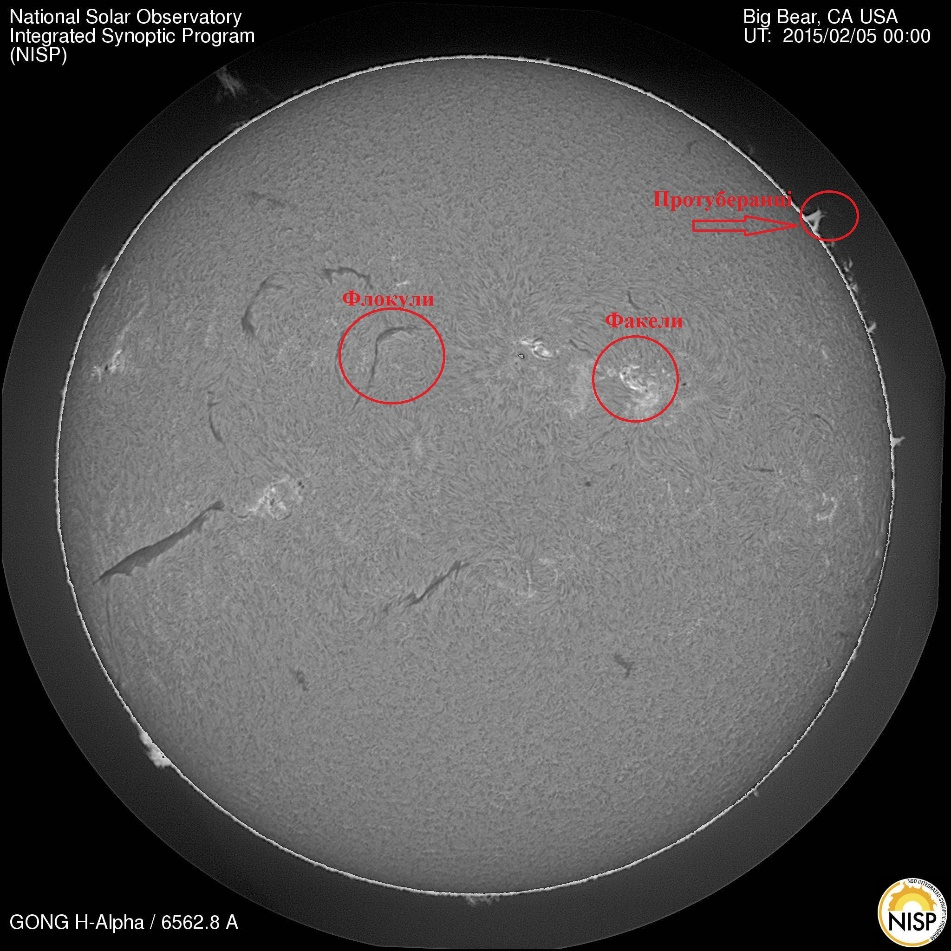 National Solar Observatory
Integrated Synoptic Program
(NISP)
Big Bear, CA USA
UT: 2015/02/05 00:00
Протуберанці
Флокули
Факели
GONG H-Alpha / 6562.8 A
NISP